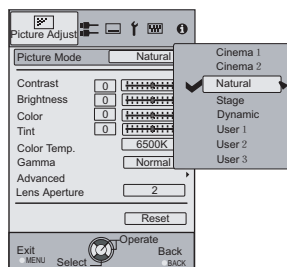 Picture Adjust
Picture Mode Natural
Contrast 0
Brightness 0
Color 0
Tint 0
Color Temp. 6500K
Gamma Normal
Advanced
Lens Aperture 2
Reset
Exit
MENU
Select
Operate
Back
BACK
Cinema 1
Cinema 2
Natural
Stage
Dynamic
User 1
User 2
User 3